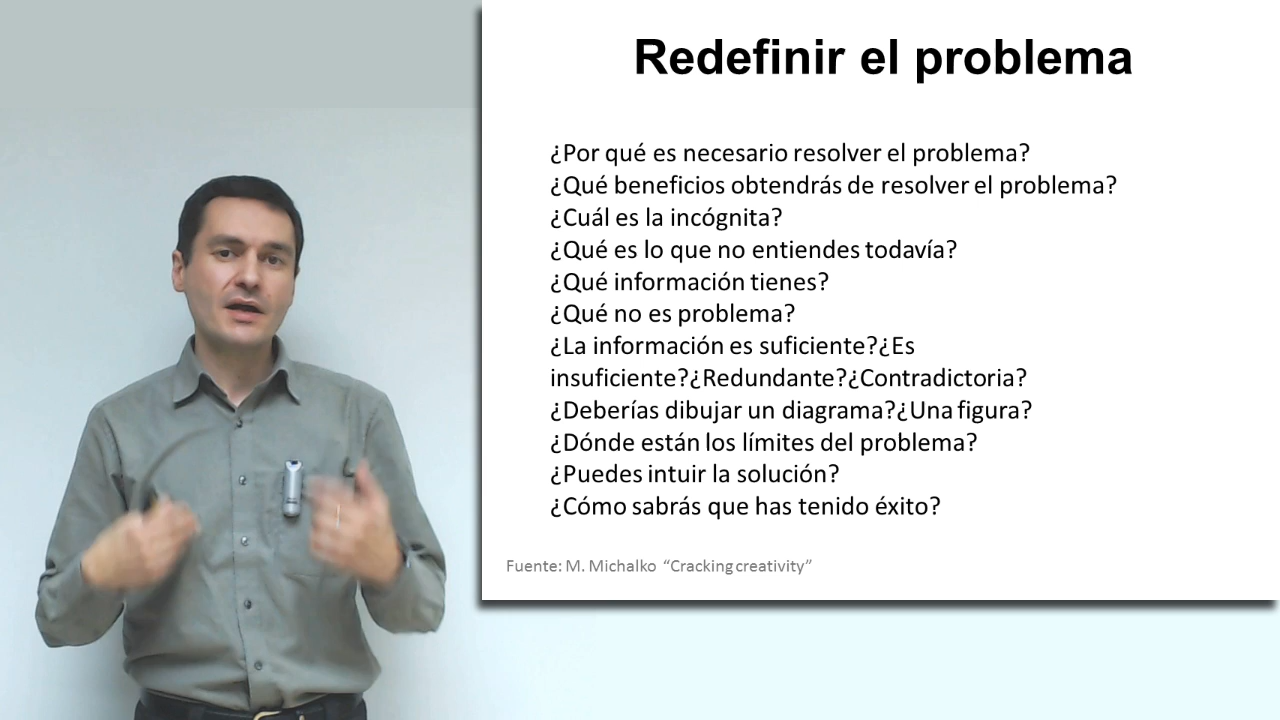 Redefinir el problema
¿Por qué es necesario resolver el problema?
¿Qué beneficios obtendrás de resolver el problema?
¿Cuál es la incógnita?
¿Qué es lo que no entiendes todavía?
¿Qué información tienes?
¿Qué no es problema?
¿La información es suficiente?¿Es
insuficiente?¿Redundante?¿Contradictoria?
¿Deberías dibujar un diagrama?¿Una figura?
¿Dónde están los límites del problema?
¿Puedes intuir la solución?
¿Cómo sabrás que has tenido éxito?
Fuente: M. Michalko “Cracking creativity”